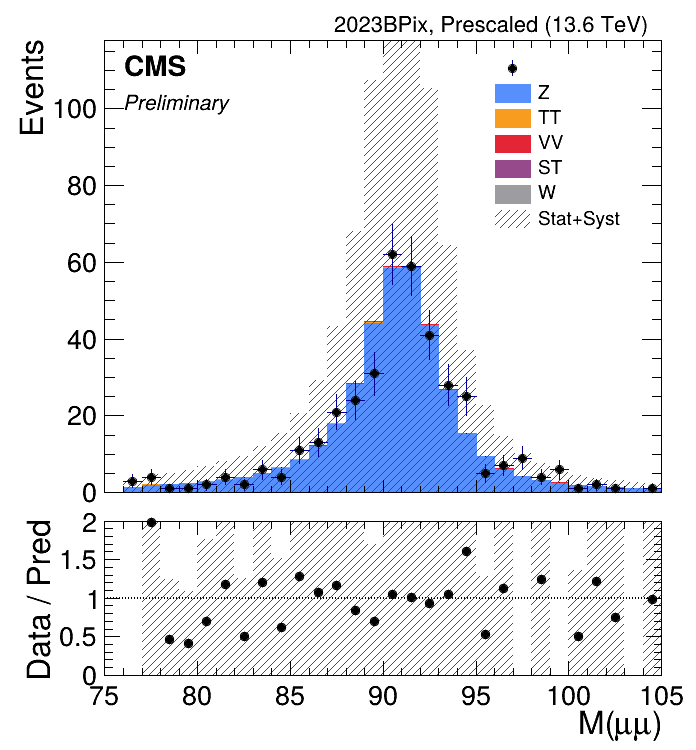 2023BPix, Prescaled (13.6 TeV)
CMS
Preliminary
Events
100
80
60
40
20
0
Z
TT
VV
ST
W
Stat+Syst
Data / Pred
2
1.5
1
0.5
0
75
80
85
90
95
100
105
M(μμ)